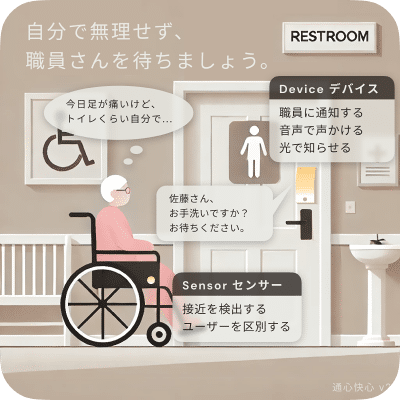 自分で無理せず、
職員さんを待ちましょう。
RESTROOM
Device デバイス
職員に通知する
音声で声かける
光で知らせる
今日足が痛いけど、
トイレくらい自分で...
佐藤さん、
お手洗いですか？
お待ちください。
Sensor センサー
接近を検出する
ユーザーを区別する
通心快心